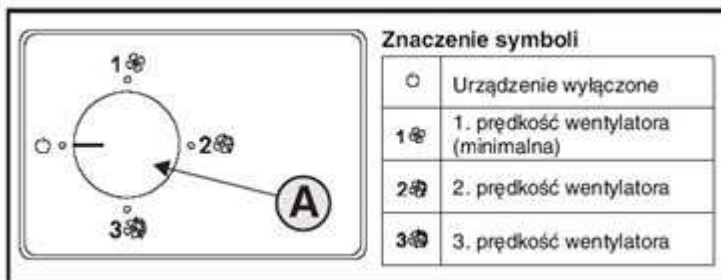 1
2
3
A
Znaczenie symboli
Urządzenie wyłączone
1 1. prędkość wentylatora
(minimalna)
2 2. prędkość wentylatora
3 3. prędkość wentylatora